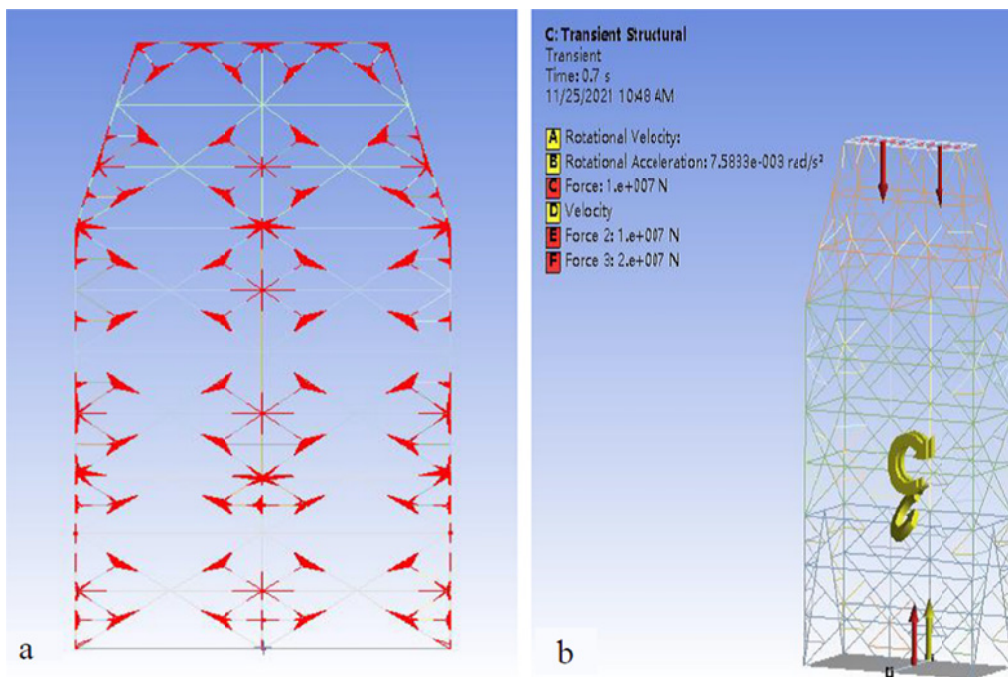 C: Transient Structural
Transient
Time: 0.7 s
11/25/2021 10:48 AM
A Rotational Velocity:
B Rotational Acceleration: 7.5833e-003 rad/s²
C Force: 1.e+007 N
D Velocity
E Force 2: 1.e+007 N
F Force 3: 2.e+007 N
a
b